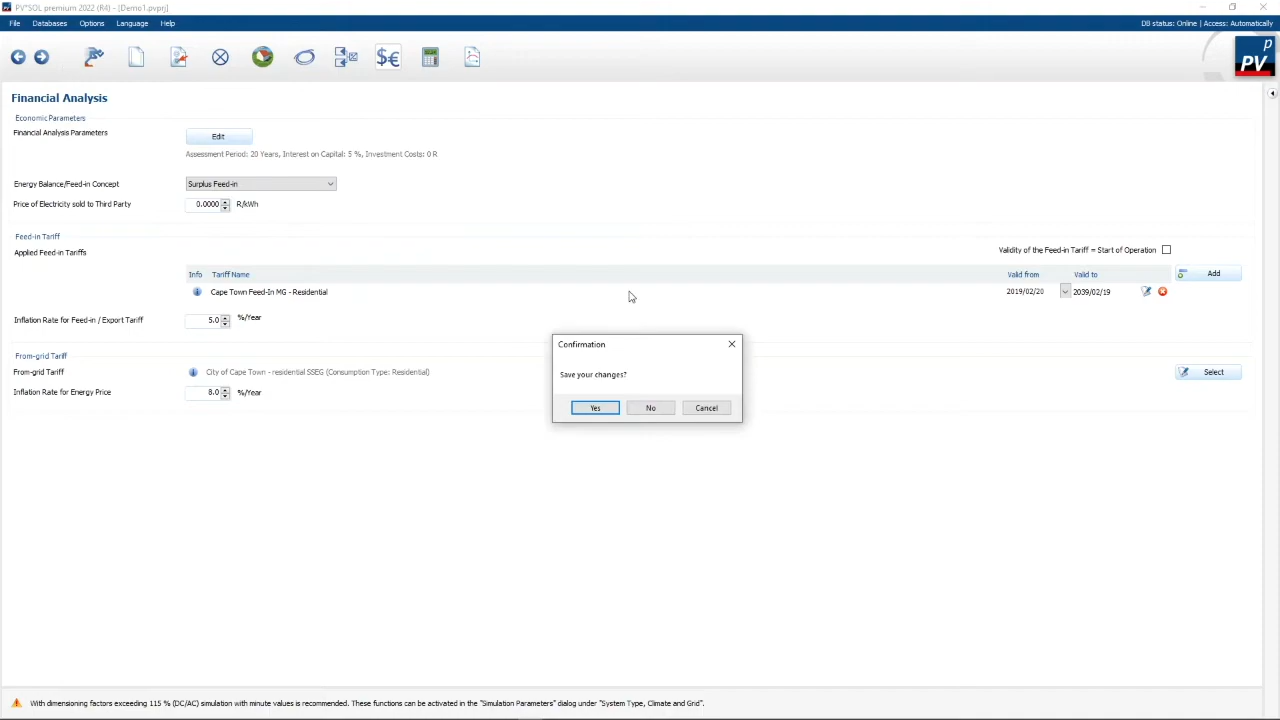 PV*SOL premium 2022 (R4) - [Demo1.pvprj]
File Databases Options Language Help DB status: Online | Access: Automatically
$€
p
PV
Financial Analysis
Economic Parameters
Financial Analysis Parameters Edit
Assessment Period: 20 Years, Interest on Capital: 5 %, Investment Costs: 0 R
Energy Balance/Feed-in Concept Surplus Feed-in
Price of Electricity sold to Third Party 0.0000 R/kWh
Feed-in Tariff
Applied Feed-in Tariffs Validity of the Feed-in Tariff = Start of Operation
Info Tariff Name Valid from Valid to Add
Cape Town Feed-In MG - Residential 2019/02/20 2039/02/19
Inflation Rate for Feed-in / Export Tariff 5.0 %/Year
Confirmation
Save your changes?
Yes No Cancel
From-grid Tariff
From-grid Tariff City of Cape Town - residential SSEG (Consumption Type: Residential) Select
Inflation Rate for Energy Price 8.0 %/Year
With dimensioning factors exceeding 115 % (DC/AC) simulation with minute values is recommended. These functions can be activated in the "Simulation Parameters" dialog under "System Type, Climate and Grid".